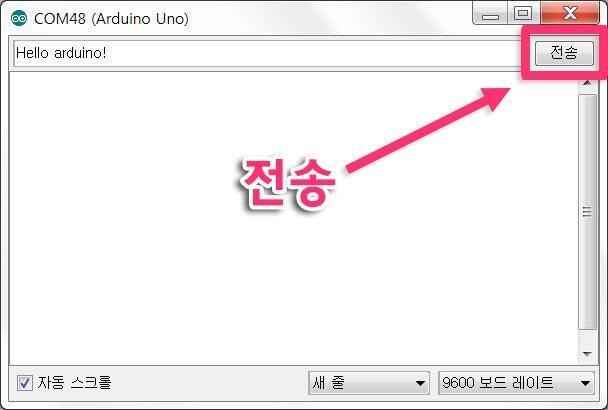 COM48 (Arduino Uno)
Hello arduino!
전송
전송
자동 스크롤
새 줄
9600 보드 레이트